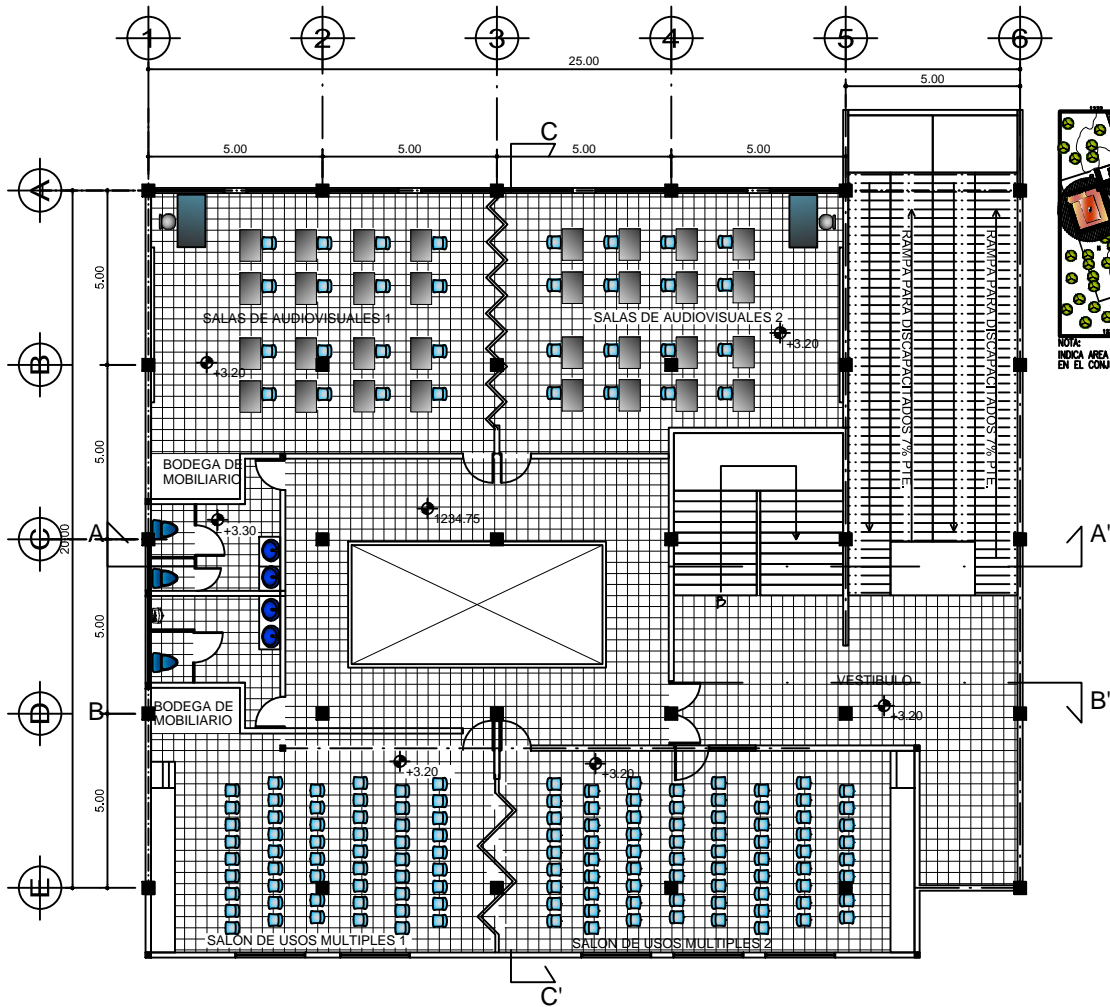 1
2
3
4
5
6
25.00
5.00
5.00
5.00
5.00
5.00
C
A
B
C
D
E
5.00
5.00
5.00
5.00
20.00
SALAS DE AUDIOVISUALES 1
SALAS DE AUDIOVISUALES 2
+3.20
+3.20
RAMPA PARA DISCAPACITADOS 7% PTE.
RAMPA PARA DISCAPACITADOS 7% PTE.
NOTA:
INDICA AREA
EN EL CONJ
BODEGA DE
MOBILIARIO
+3.30
1234.75
A
A'
B
VESTIBULO
+3.20
B
B'
BODEGA DE
MOBILIARIO
+3.20
+3.20
SALON DE USOS MULTIPLES 1
SALON DE USOS MULTIPLES 2
C'